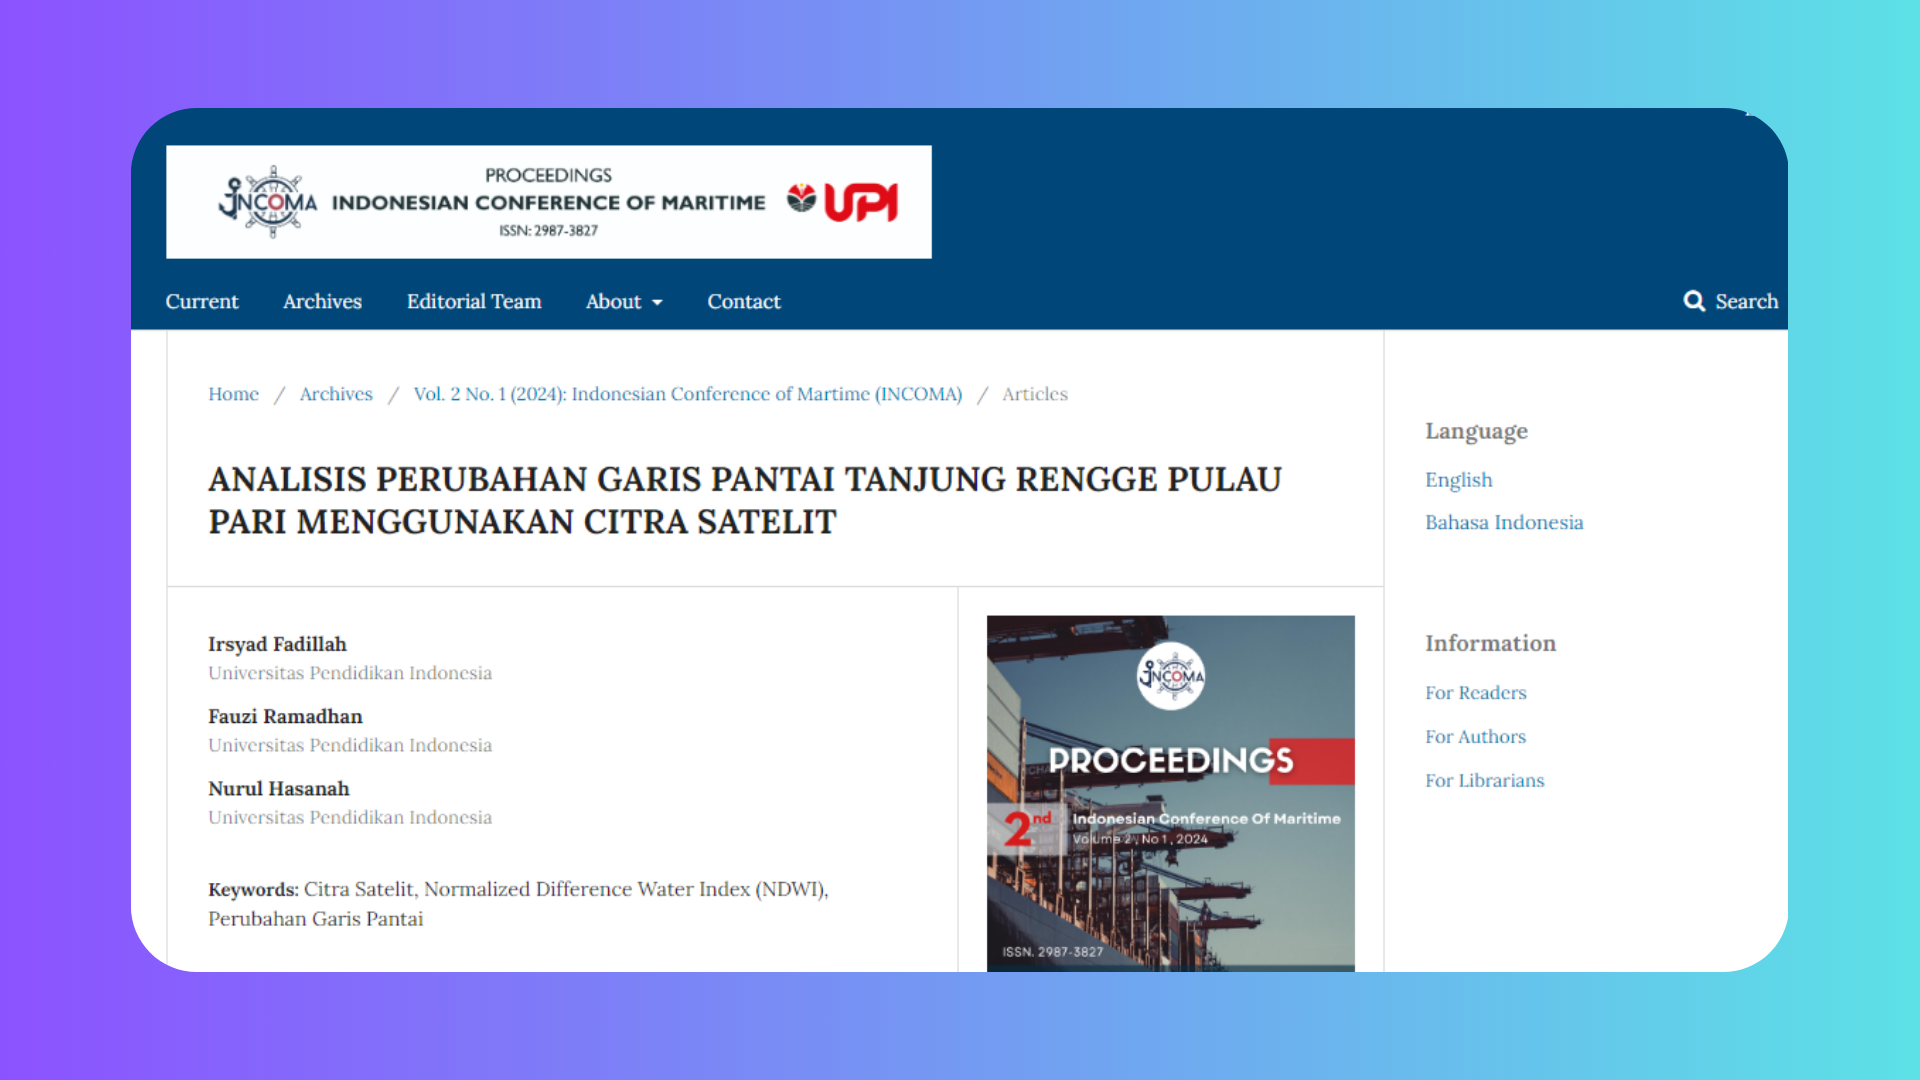 PROCEEDINGS
INCOMA INDONESIAN CONFERENCE OF MARITIME UPI
ISSN: 2987-3827
Current Archives Editorial Team About Contact Search
Home / Archives / Vol. 2 No. 1 (2024): Indonesian Conference of Martime (INCOMA) / Articles
ANALISIS PERUBAHAN GARIS PANTAI TANJUNG RENGGE PULAU
PARI MENGGUNAKAN CITRA SATELIT
Irsyad Fadillah
Universitas Pendidikan Indonesia
Fauzi Ramadhan
Universitas Pendidikan Indonesia
Nurul Hasanah
Universitas Pendidikan Indonesia
Keywords: Citra Satelit, Normalized Difference Water Index (NDWI),
Perubahan Garis Pantai
INCOMA
PROCEEDINGS
2nd Indonesian Conference Of Maritime
Volume 2 , No 1 , 2024
ISSN. 2987-3827
Language
English
Bahasa Indonesia
Information
For Readers
For Authors
For Librarians